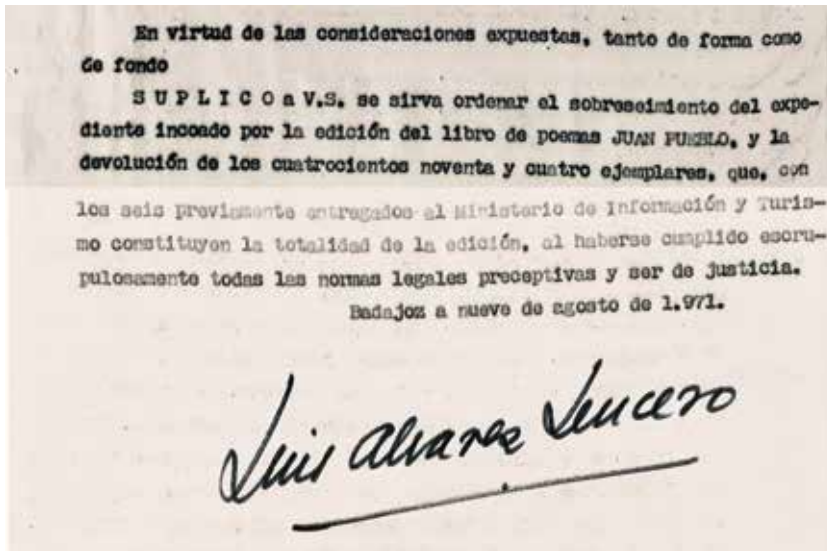 En virtud de las consideraciones expuestas, tanto de forma como
de fondo
S U P L I C O a V.S. se sirva ordenar el sobreseimiento del expe-
diente incoado por la edición del libro de poemas JUAN PUEBLO, y la
devolución de los cuatrocientos noventa y cuatro ejemplares, que, con
los seis previamente entregados al Ministerio de Información y Turis-
mo constituyen la totalidad de la edición, al haberse cumplido escru-
pulosamente todas las normas legales preceptivas y ser de justicia.
Badajoz a nueve de agosto de 1.971.
Luis Alvarez Lencero